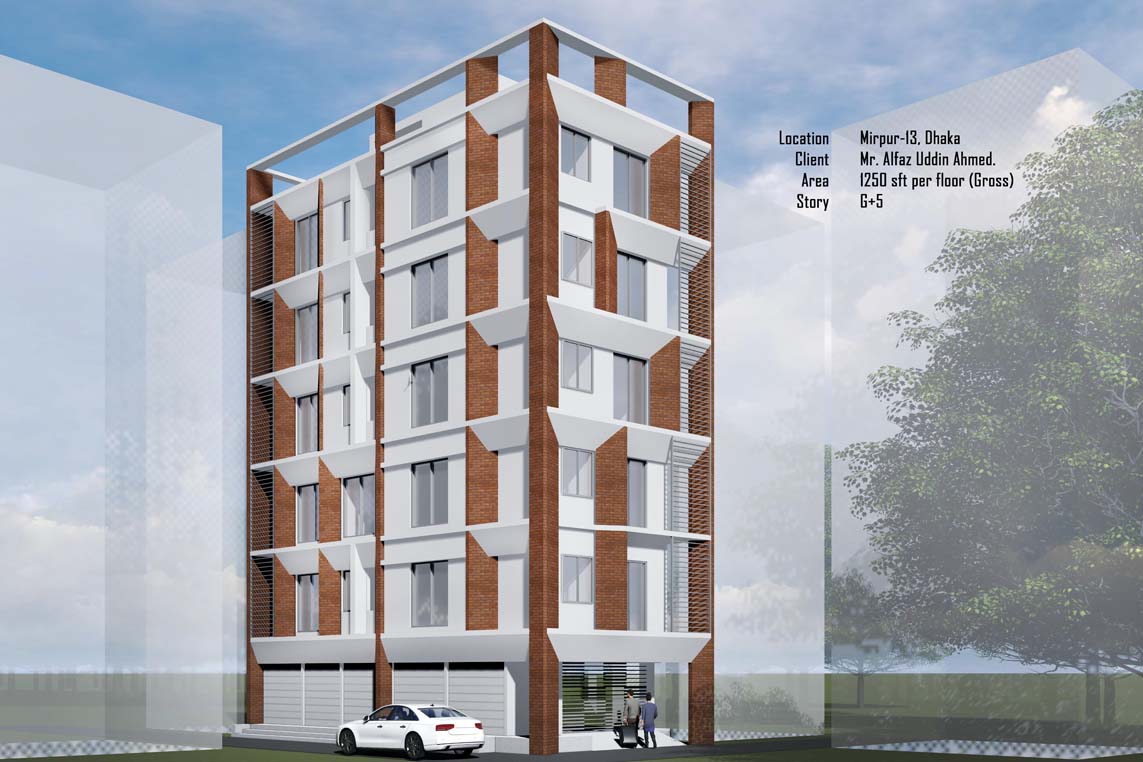 Location Mirpur-13, Dhaka
Client Mr. Alfaz Uddin Ahmed.
Area 1250 sft per floor (Gross)
Story G+5